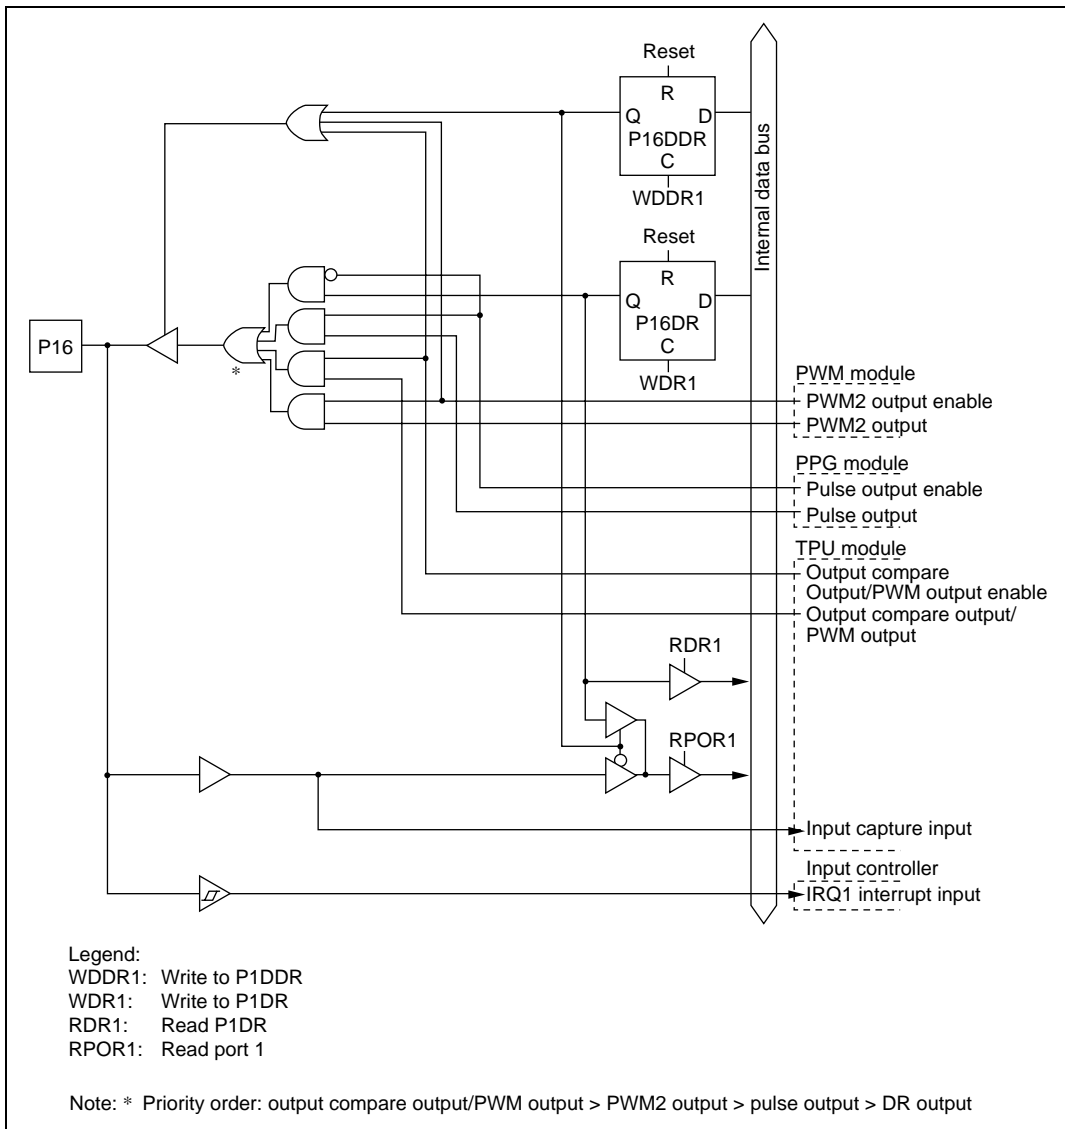 Reset
R
Q
D
P16DDR
C
WDDR1
Internal data bus
Reset
R
Q
D
P16DR
C
WDR1
P16
*
PWM module
PWM2 output enable
PWM2 output
PPG module
Pulse output enable
Pulse output
TPU module
Output compare
Output/PWM output enable
Output compare output/
PWM output
RDR1
RPOR1
Input capture input
Input controller
IRQ1 interrupt input
Legend:
WDDR1: Write to P1DDR
WDR1: Write to P1DR
RDR1: Read P1DR
RPOR1: Read port 1
Note: * Priority order: output compare output/PWM output > PWM2 output > pulse output > DR output